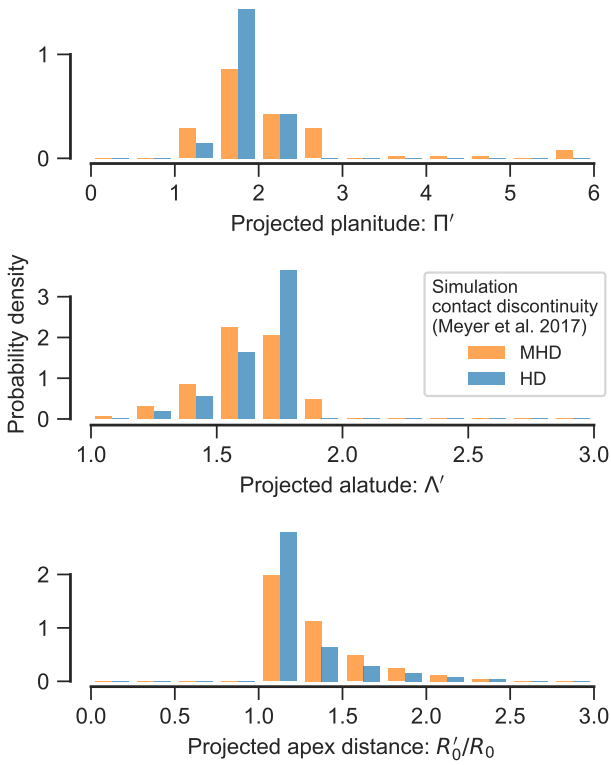 1
0
0 1 2 3 4 5 6
Projected planitude: Π′
Probability density
3
2
1
0
Simulation
contact discontinuity
(Meyer et al. 2017)
MHD
HD
1.0 1.5 2.0 2.5 3.0
Projected alatude: Λ′
2
1
0
0.0 0.5 1.0 1.5 2.0 2.5 3.0
Projected apex distance: R′₀/R₀